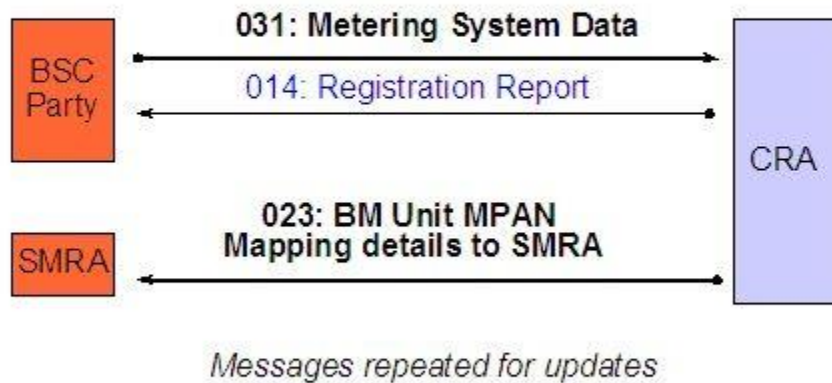 031: Metering System Data
BSC
Party
014: Registration Report
CRA
023: BM Unit MPAN
Mapping details to SMRA
SMRA
Messages repeated for updates